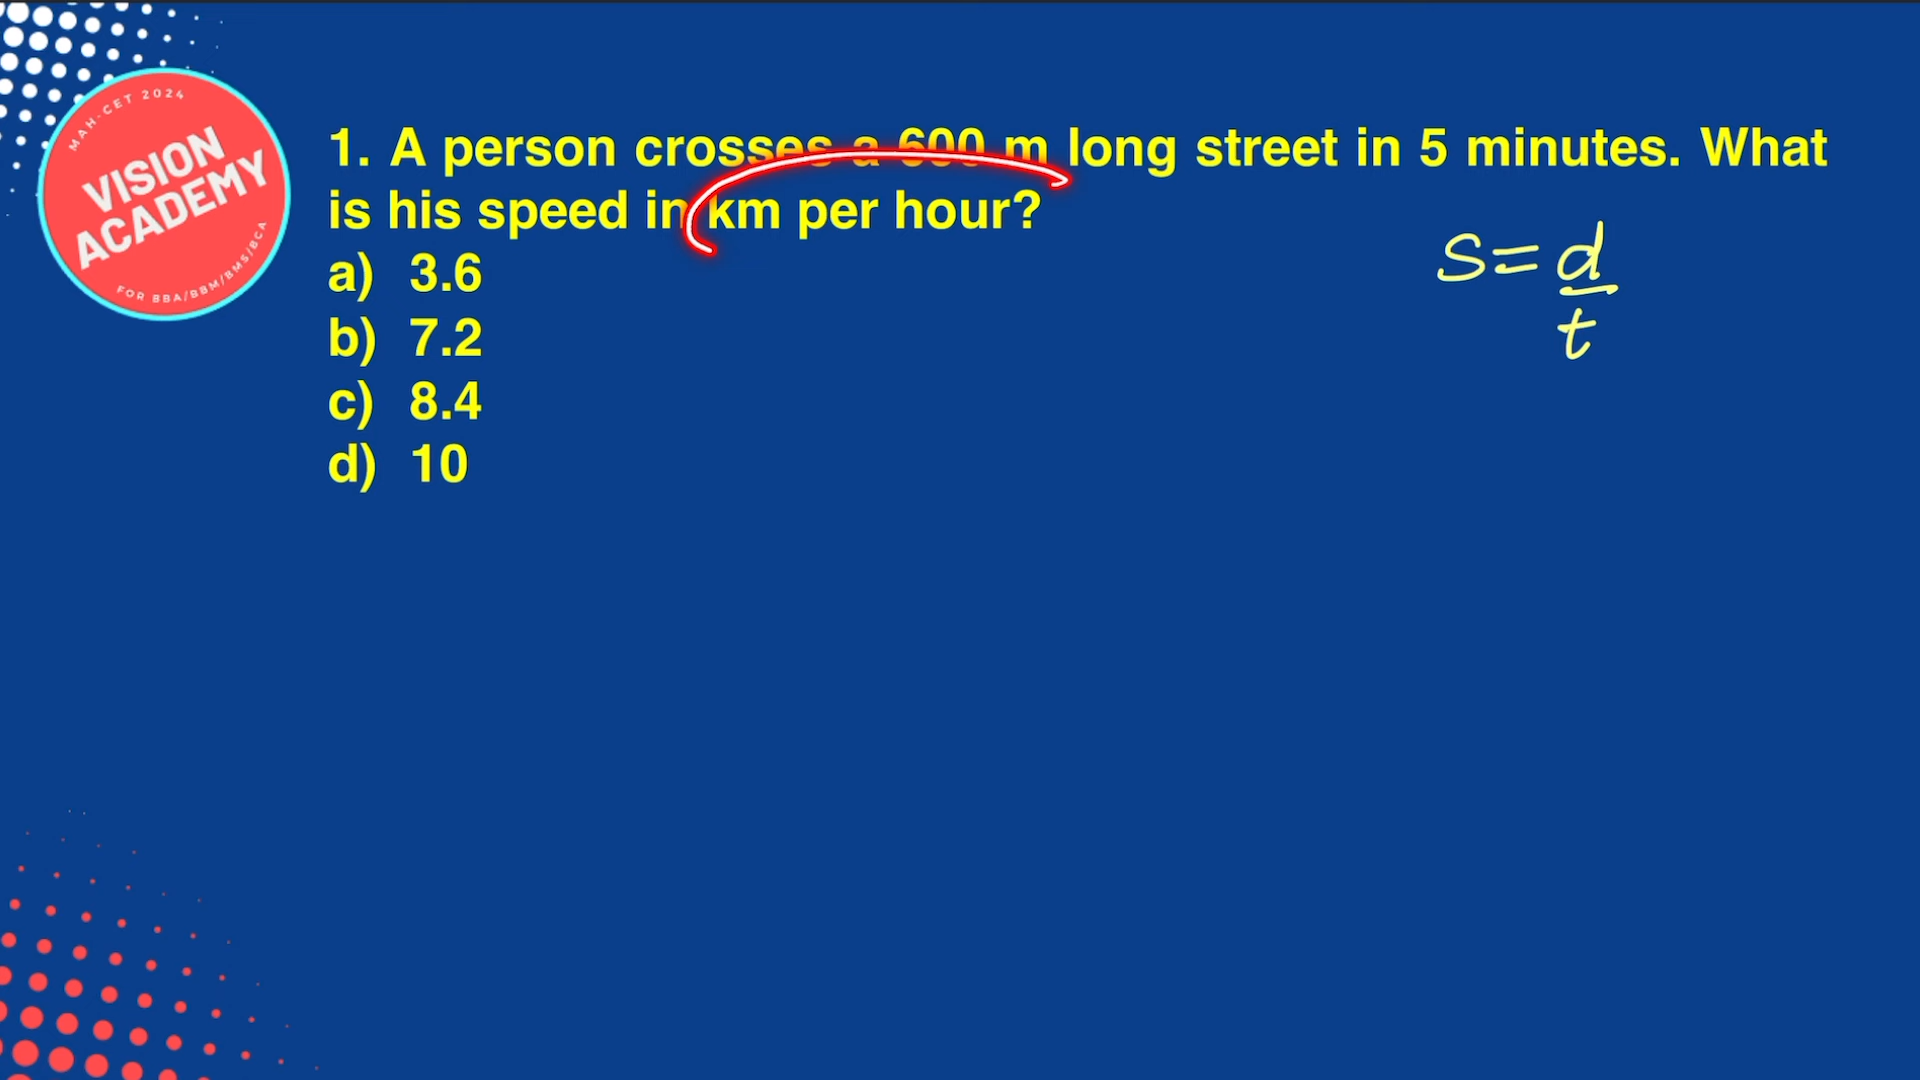 MAH-CET 2024
VISION
ACADEMY
FOR BBA/BBM/BMS/BCA
1. A person crosses a 600 m long street in 5 minutes. What
is his speed in km per hour?
a) 3.6
b) 7.2
c) 8.4
d) 10
S=d
t